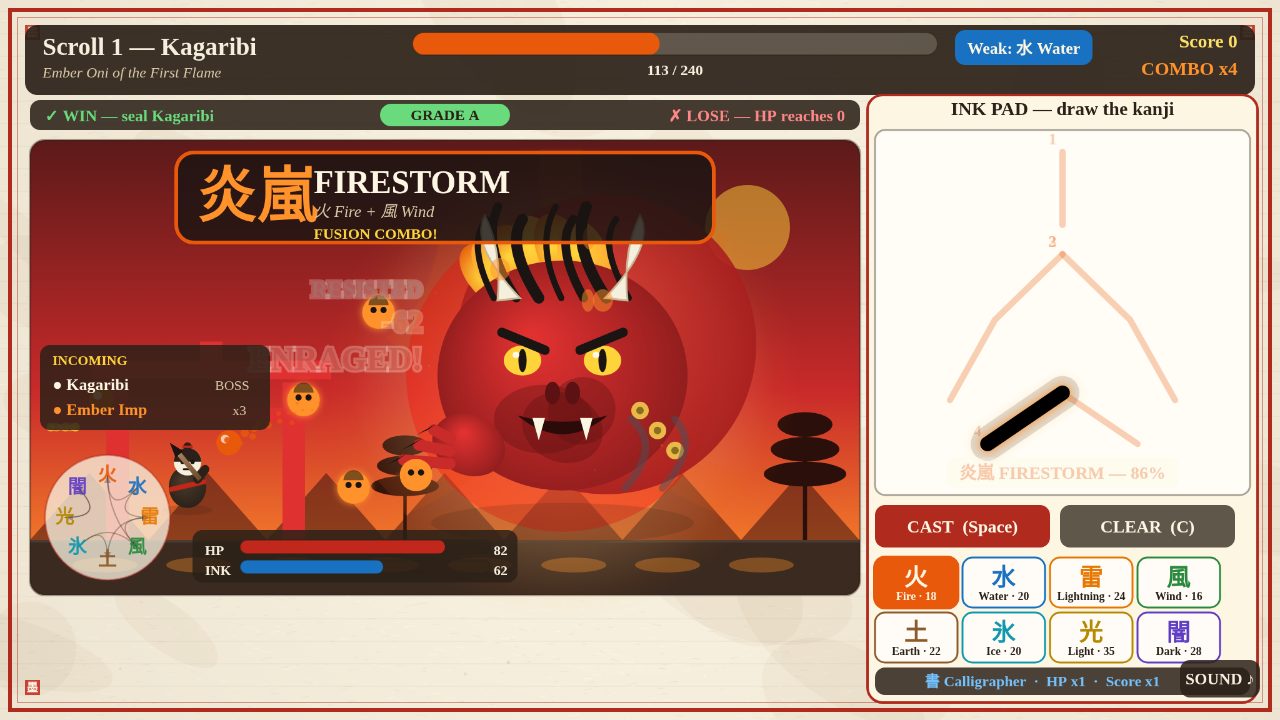 Scroll 1 — Kagaribi
Ember Oni of the First Flame
113 / 240
Weak: 水 Water
Score 0
COMBO x4
✓ WIN — seal Kagaribi
GRADE A
✗ LOSE — HP reaches 0
炎嵐
FIRESTORM
火 Fire + 風 Wind
FUSION COMBO!
RESISTED
ENRAGED!
INCOMING
● Kagaribi BOSS
● Ember Imp x3
火
水
雷
風
土
氷
光
闇
HP 82
INK 62
INK PAD — draw the kanji
1
4
炎嵐 FIRESTORM — 86%
CAST (Space)
CLEAR (C)
火
Fire · 18
水
Water · 20
雷
Lightning · 24
風
Wind · 16
土
Earth · 22
氷
Ice · 20
光
Light · 35
闇
Dark · 28
書 Calligrapher · HP x1 · Score x1
SOUND ♪
墨